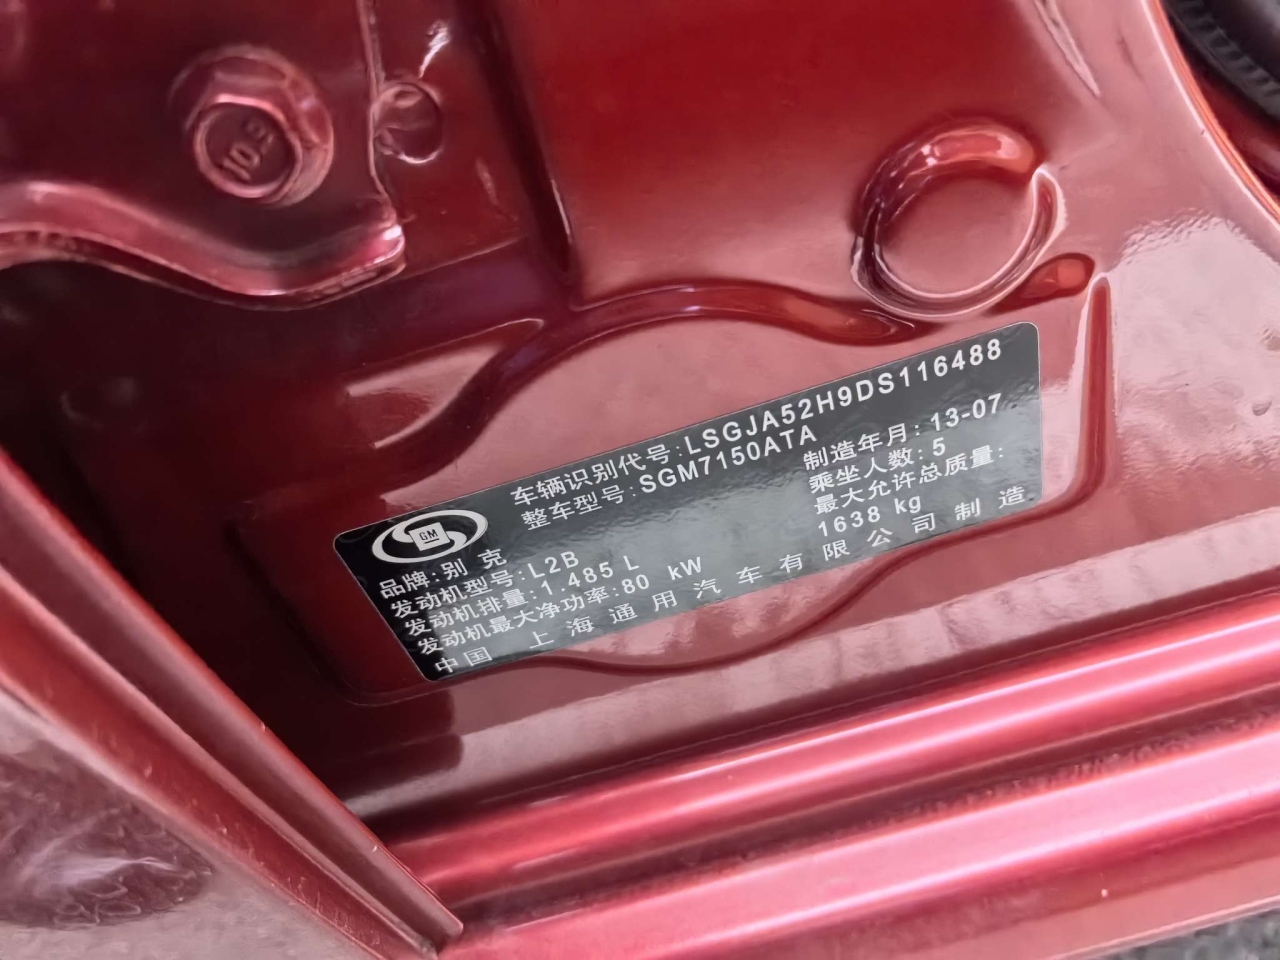 10.9
车辆识别代号:LSGJA52H9DS116488
整车型号:SGM7150ATA
GM
品牌:别 克
制造年月:13-07
发动机型号:L2B
乘坐人数:5
发动机排量:1.485 L
最大允许总质量:
发动机最大净功率:80 kW
1638 kg
中国 上海通用汽车有限公司制造